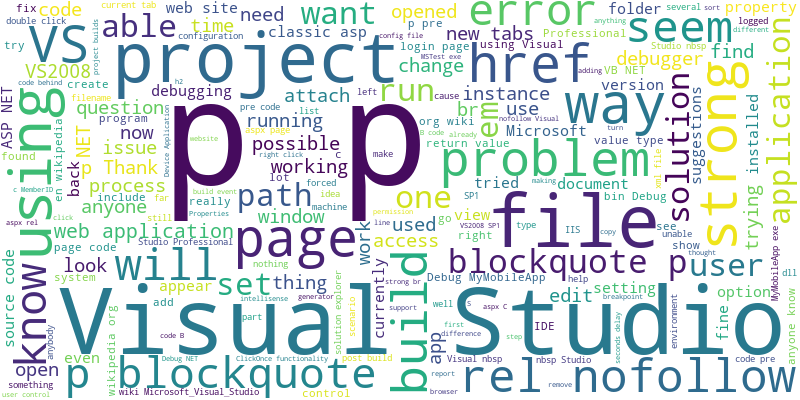 fix code web site
able
want opened error folder several sort property
double click configuration
current tab
need p pre
anything
VS time classic asp new tabs Professional different logged
try
project builds
login page using Visual Studio nbsp
config file
VS2008
project
href seem find
MSTest exe
adding
create
change debugger VB NET
debugging attach run instance way version
code behind
h2
filename
pre code .list
left cause
question running br em use org wiki B code already
nofollow Visual
turn
strong
application
ASP NET
program
using
p p
Microsoft
return value value type
now possible c
issue working
NET
solution
suggestions
installed
found
p Thank
Device Application
website
aspx page
right click make
problem
en wikipedia
back
process
path one tried document bin Debug
xml file
trying
c MemberID
include really
lot forced idea
SP1
anyone still machine
build event
Properties
window used view IIS VS2008 SP1 go type copy see unable
permission
line
know
page
file
web application
Studio Professional
work access right show thought
making
MyMobileApp exe
source code
page code
look will set thing
currently
blockquote p user
click
aspx rel
nothing
system appear
Debug MyMobileApp help
dll
intellisense
generator
solution explorer
scenario
strong br
build
edit setting option
add
Visual Studio
well
IDE
fine
anybody
part
support
aspx C
first
difference
breakpoint
environment
seconds delay
step
wikipedia org
even code B
app
anyone know
open p blockquote
Debug NET
ClickOnce functionality
post build
Visual nbsp nbsp Studio code pre
rel nofollow
something
user control
wiki Microsoft_Visual_Studio control
report
browser
remove